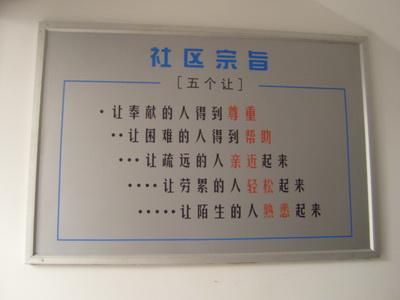 社区宗旨
[五个让]
·让奉献的人得到尊重
··让困难的人得到帮助
···让疏远的人亲近起来
····让劳累的人轻松起来
·····让陌生的人熟悉起来